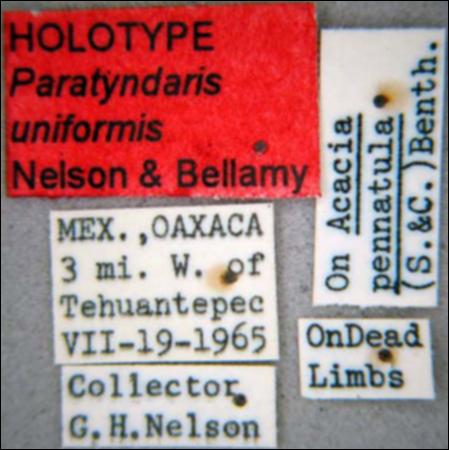 HOLOTYPE
Paratyndaris
uniformis
Nelson & Bellamy
On Acacia
pennatula
(S.&C.)Benth.
MEX.,OAXACA
3 mi. W. of
Tehuantepec
VII-19-1965
OnDead
Limbs
Collector
G.H.Nelson